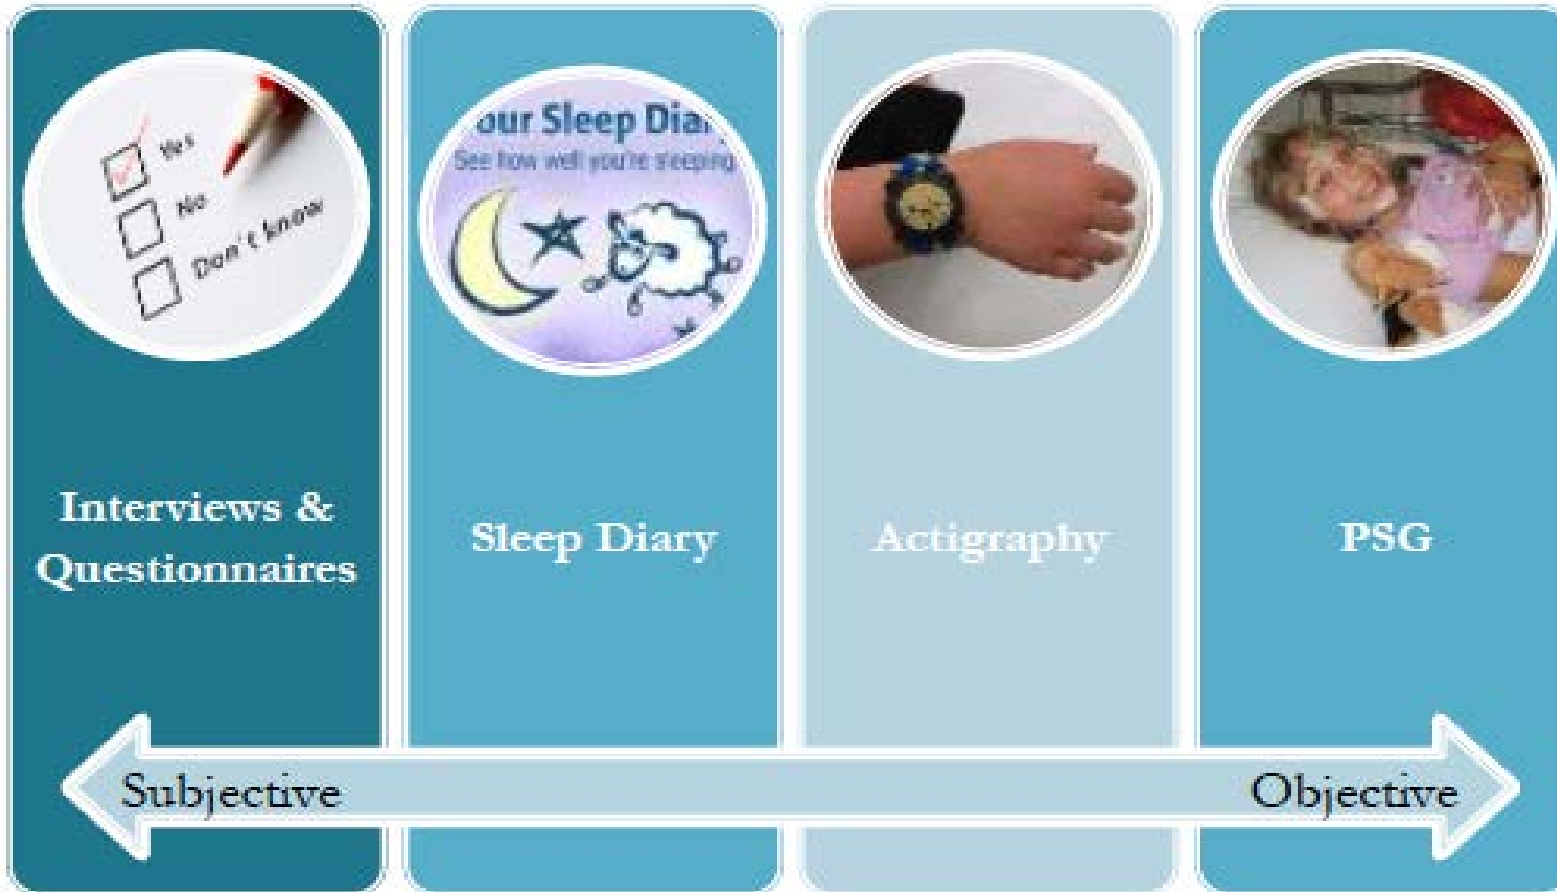 Yes
No
Don't know
our Sleep Diar
See how well you're sleeping
Interviews &
Questionnaires
Sleep Diary
Actigraphy
PSG
Subjective
Objective